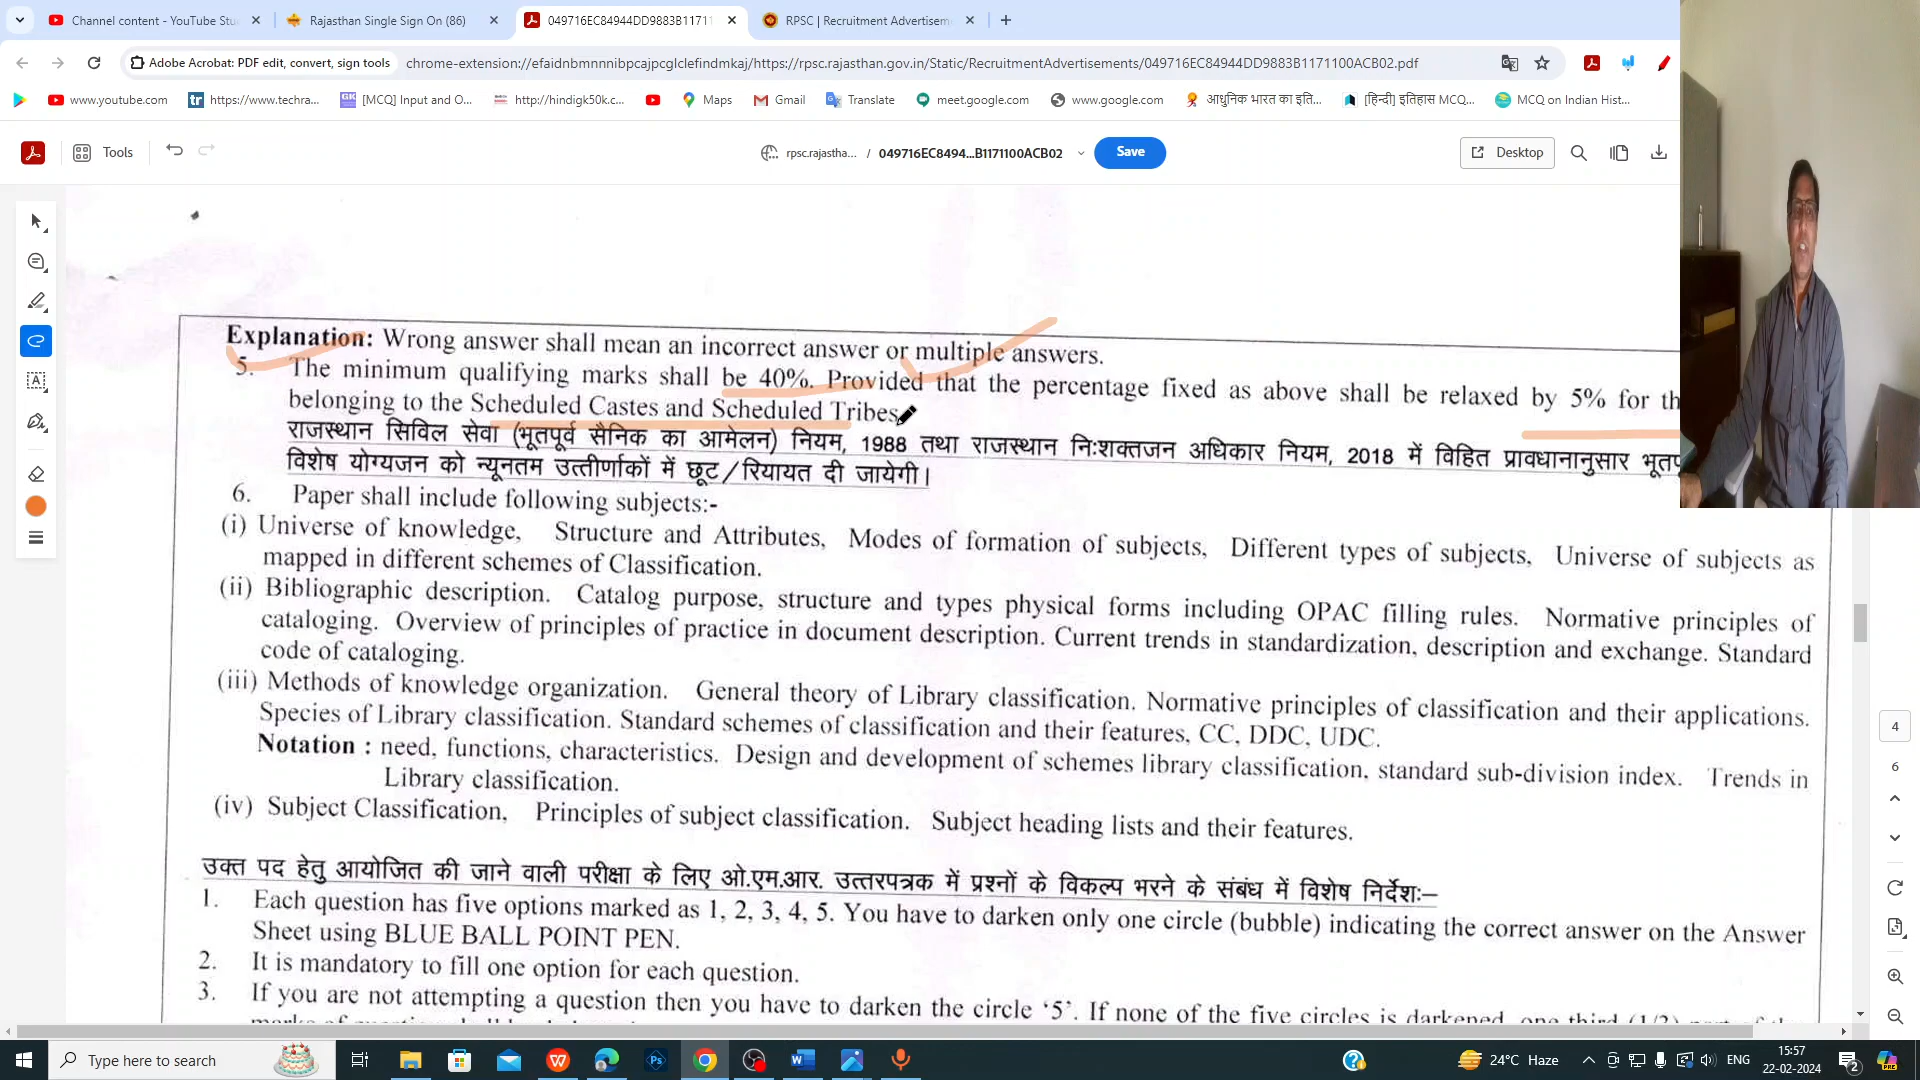 Channel content - YouTube Stu
Rajasthan Single Sign On (86)
049716EC84944DD9883B11711
RPSC | Recruitment Advertisem
Adobe Acrobat: PDF edit, convert, sign tools
chrome-extension://efaidnbmnnnibpcajpcglclefindmkaj/https://rpsc.rajasthan.gov.in/Static/RecruitmentAdvertisements/049716EC84944DD9883B1171100ACB02.pdf
www.youtube.com
https://www.techra...
[MCQ] Input and O...
http://hindigk50k.c...
Maps
Gmail
Translate
meet.google.com
www.google.com
आधुनिक भारत का इति...
[हिन्दी] इतिहास MCQ...
MCQ on Indian Hist...
Tools
rpsc.rajastha... / 049716EC8494...B1171100ACB02
Save
Desktop
Explanation: Wrong answer shall mean an incorrect answer or multiple answers.
5. The minimum qualifying marks shall be 40%. Provided that the percentage fixed as above shall be relaxed by 5% for
belonging to the Scheduled Castes and Scheduled Tribes
राजस्थान सिविल सेवा (भूतपूर्व सैनिक का आमेलन) नियम, 1988 तथा राजस्थान निःशक्तजन अधिकार नियम, 2018 में विहित प्रावधानानुसार
विशेष योग्यजन को न्यूनतम उत्तीर्णाकों में छूट/रियायत दी जायेगी।
6. Paper shall include following subjects:-
(i) Universe of knowledge, Structure and Attributes, Modes of formation of subjects, Different types of subjects, Universe of subjects as
mapped in different schemes of Classification.
(ii) Bibliographic description. Catalog purpose, structure and types physical forms including OPAC filling rules. Normative principles of
cataloging. Overview of principles of practice in document description. Current trends in standardization, description and exchange. Standard
code of cataloging.
(iii) Methods of knowledge organization. General theory of Library classification. Normative principles of classification and their applications.
Species of Library classification. Standard schemes of classification and their features, CC, DDC, UDC.
Notation : need, functions, characteristics. Design and development of schemes library classification, standard sub-division index. Trends in
Library classification.
(iv) Subject Classification, Principles of subject classification. Subject heading lists and their features.
उक्त पद हेतु आयोजित की जाने वाली परीक्षा के लिए ओ.एम.आर. उत्तरपत्रक में प्रश्नों के विकल्प भरने के संबंध में विशेष निर्देशः–
1. Each question has five options marked as 1, 2, 3, 4, 5. You have to darken only one circle (bubble) indicating the correct answer on the Answer
Sheet using BLUE BALL POINT PEN.
2. It is mandatory to fill one option for each question.
3. If you are not attempting a question then you have to darken the circle ‘5’. If none of the five circles is darkened, one third (1/3) part of the
4
6
Type here to search
24°C Haze
ENG
15:57
22-02-2024
2